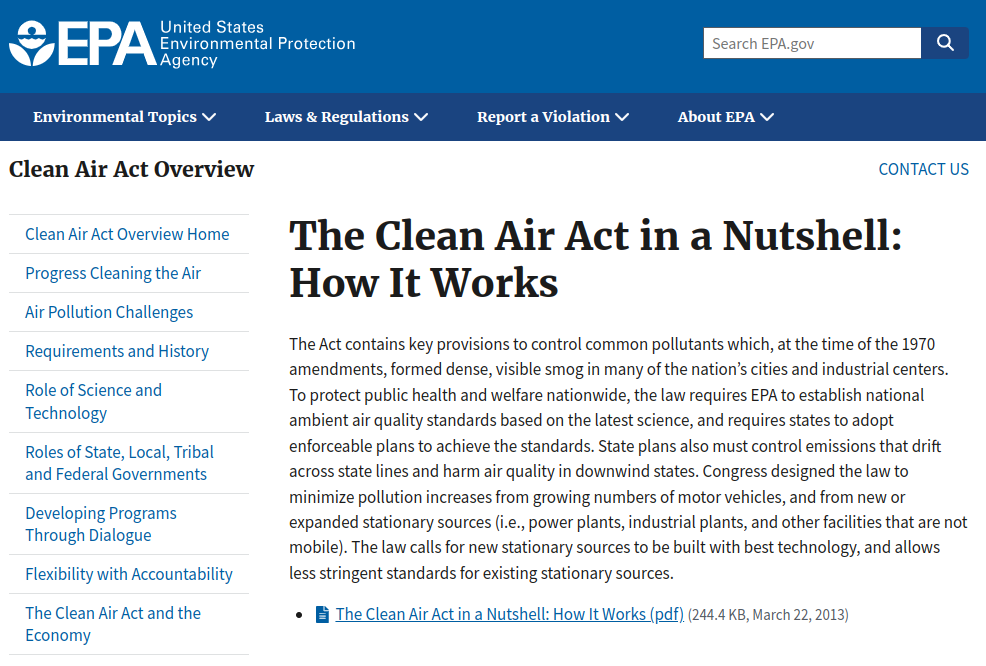 EPA
United States
Environmental Protection
Agency
Search EPA.gov
Environmental Topics
Laws & Regulations
Report a Violation
About EPA
Clean Air Act Overview
CONTACT US
Clean Air Act Overview Home
Progress Cleaning the Air
Air Pollution Challenges
Requirements and History
Role of Science and
Technology
Roles of State, Local, Tribal
and Federal Governments
Developing Programs
Through Dialogue
Flexibility with Accountability
The Clean Air Act and the
Economy
The Clean Air Act in a Nutshell:
How It Works
The Act contains key provisions to control common pollutants which, at the time of the 1970
amendments, formed dense, visible smog in many of the nation’s cities and industrial centers.
To protect public health and welfare nationwide, the law requires EPA to establish national
ambient air quality standards based on the latest science, and requires states to adopt
enforceable plans to achieve the standards. State plans also must control emissions that drift
across state lines and harm air quality in downwind states. Congress designed the law to
minimize pollution increases from growing numbers of motor vehicles, and from new or
expanded stationary sources (i.e., power plants, industrial plants, and other facilities that are not
mobile). The law calls for new stationary sources to be built with best technology, and allows
less stringent standards for existing stationary sources.
• The Clean Air Act in a Nutshell: How It Works (pdf) (244.4 KB, March 22, 2013)